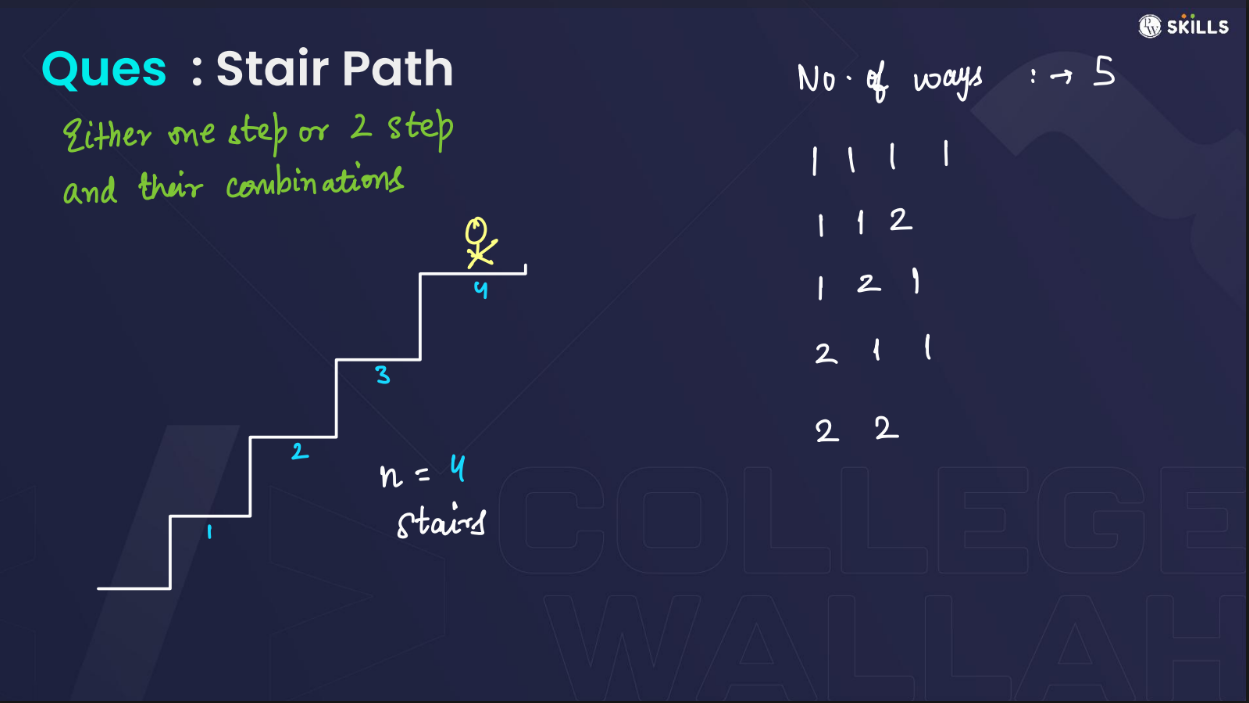 SKILLS
Ques : Stair Path
Either one step or 2 step
and their combinations
No. of ways :→ 5
1 1 1 1
1 1 2
1 2 1
2 1 1
2 2
4
3
2
1
n = 4
stairs
COLLEGE
WALLAH